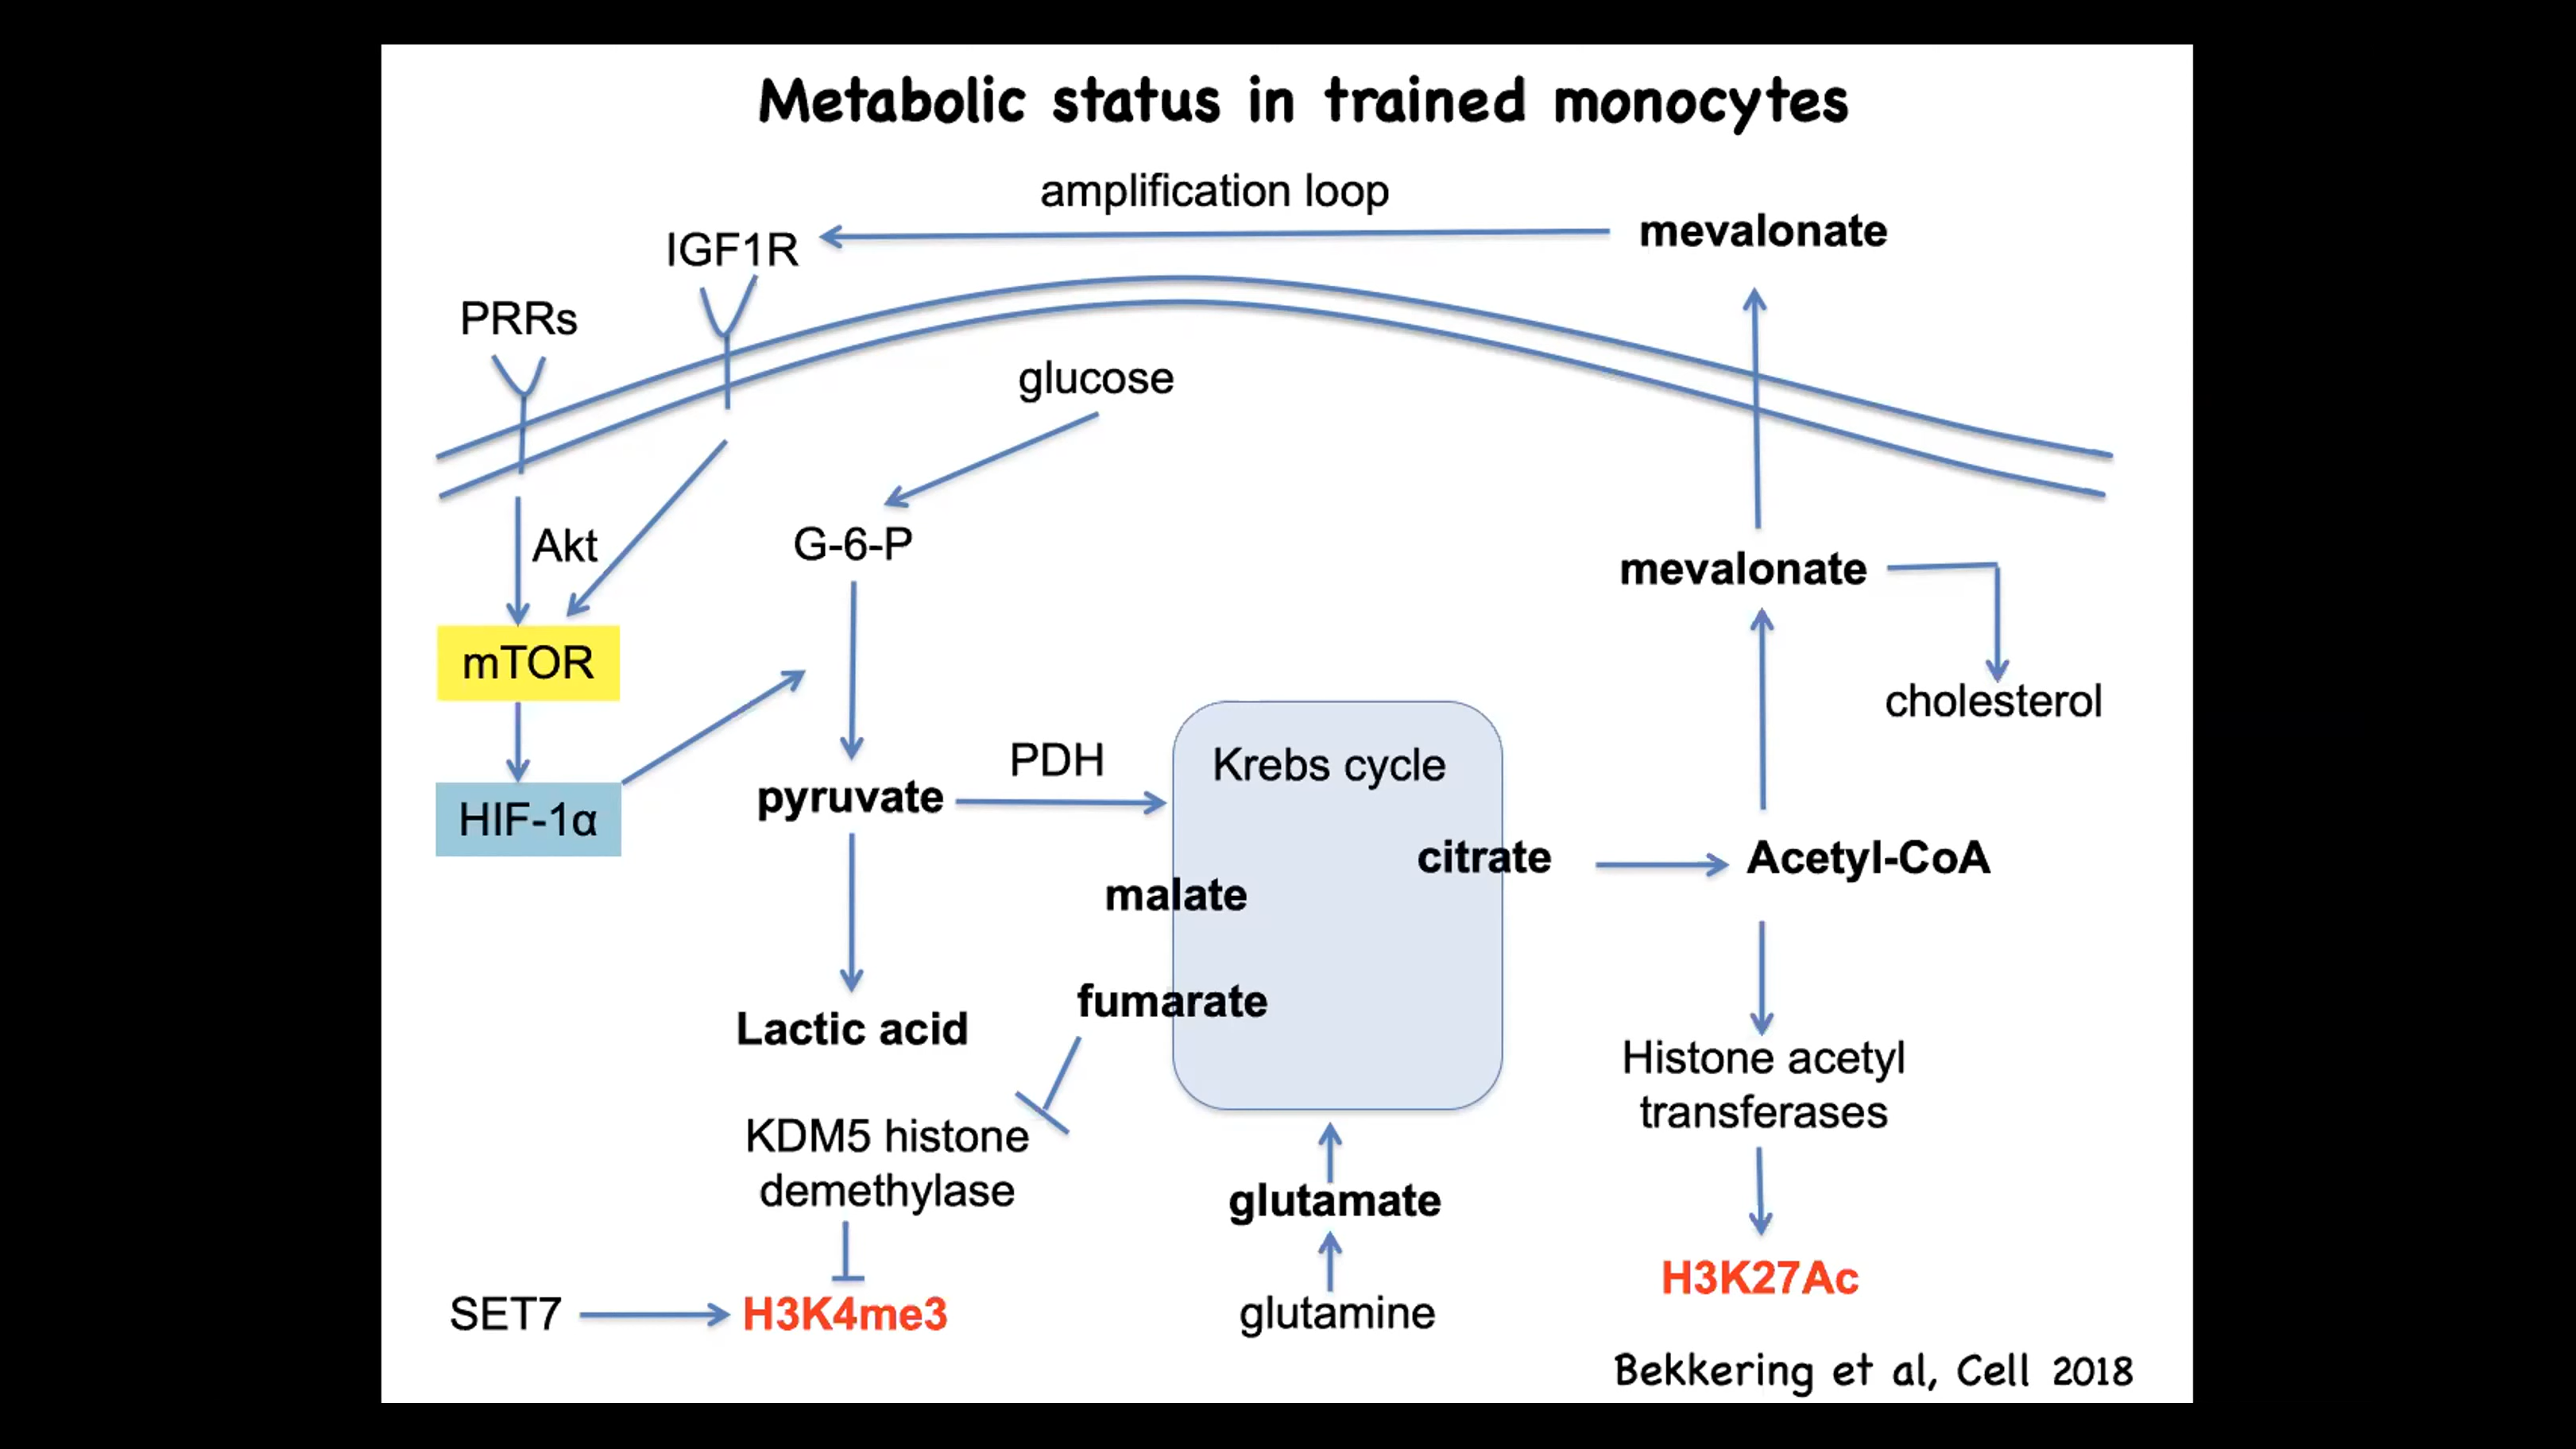 Metabolic status in trained monocytes
amplification loop
mevalonate
IGF1R
PRRs
glucose
Akt
G-6-P
mevalonate
mTOR
cholesterol
PDH
Krebs cycle
pyruvate
HIF-1α
citrate
Acetyl-CoA
malate
fumarate
Lactic acid
Histone acetyl
transferases
KDM5 histone
demethylase
glutamate
H3K27Ac
SET7
H3K4me3
glutamine
Bekkering et al, Cell 2018